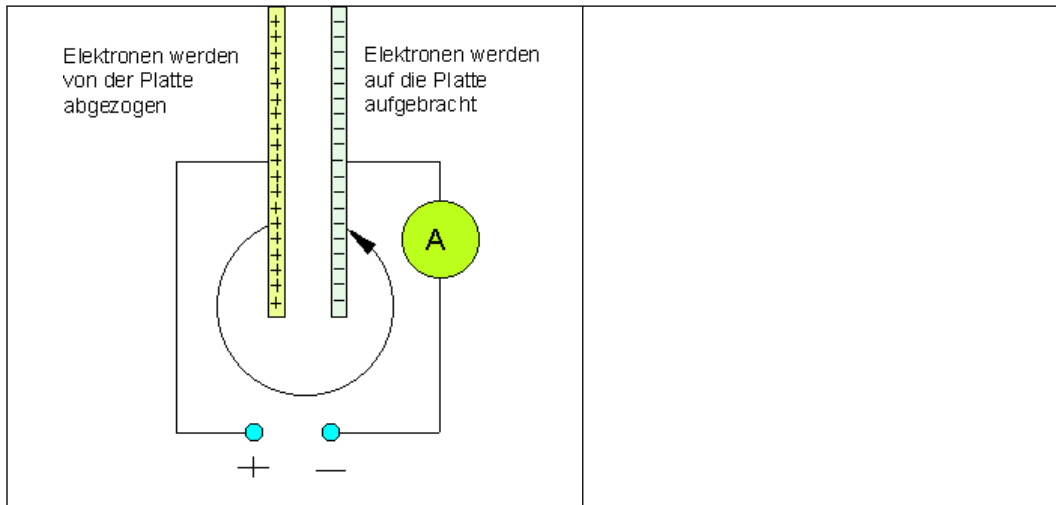 Elektronen werden
von der Platte
abgezogen
Elektronen werden
auf die Platte
aufgebracht
A
+ −